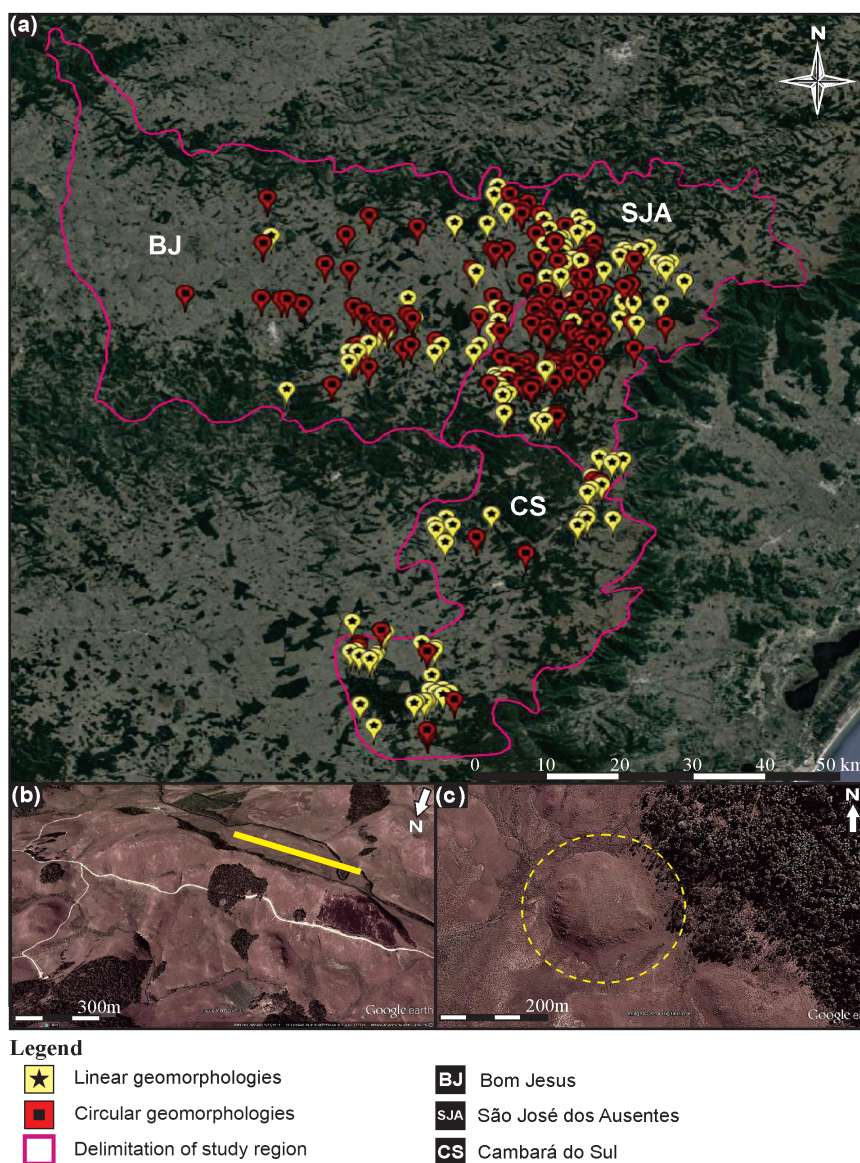 (a)
N
BJ
SJA
CS
0 10 20 30 40 50 km
(b)
N
300m
Google earth
(c)
N
200m
Google ea
Legend
Linear geomorphologies
Circular geomorphologies
Delimitation of study region
BJ Bom Jesus
SJA São José dos Ausentes
CS Cambará do Sul